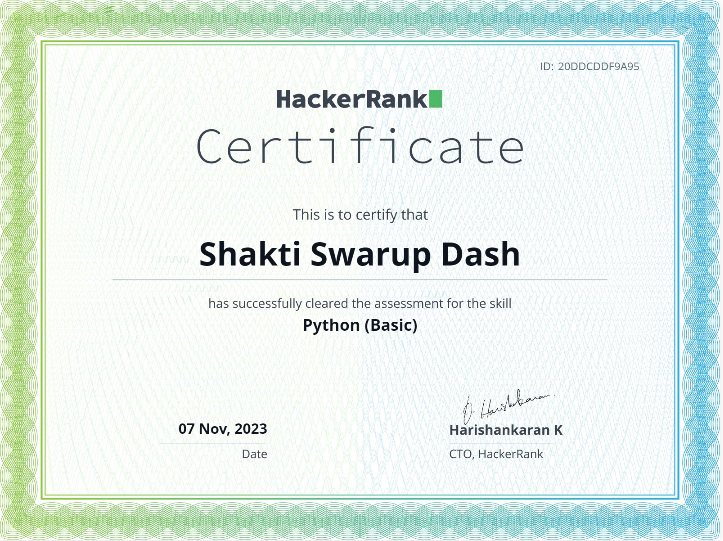 ID: 20DDCDDF9A95
HackerRank
Certificate
This is to certify that
Shakti Swarup Dash
has successfully cleared the assessment for the skill
Python (Basic)
07 Nov, 2023
Date
Harishankaran K
CTO, HackerRank